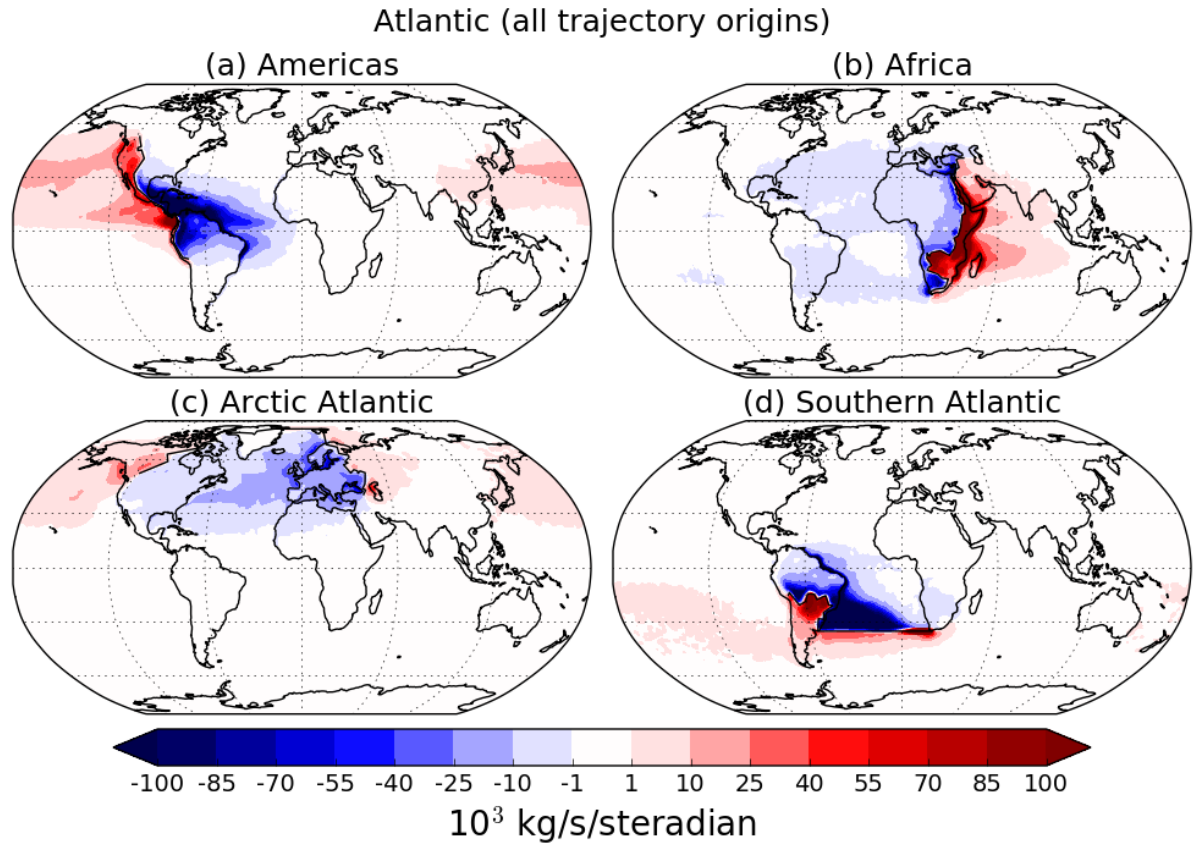 Atlantic (all trajectory origins)
(a) Americas
(b) Africa
(c) Arctic Atlantic
(d) Southern Atlantic
-100 -85 -70 -55 -40 -25 -10 -1 1 10 25 40 55 70 85 100
10³ kg/s/steradian